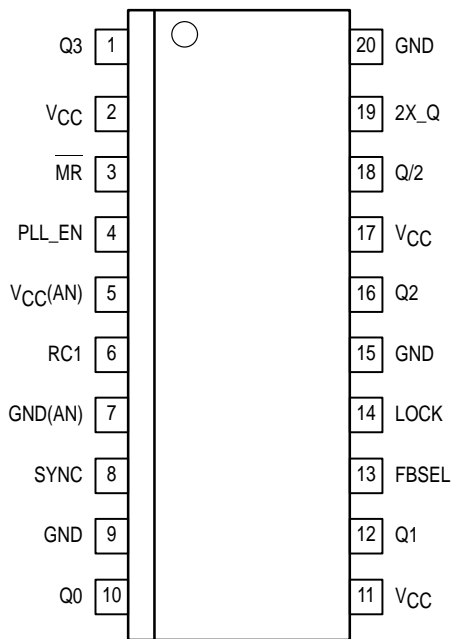 Q3 1 20 GND
VCC 2 19 2X_Q
MR 3 18 Q/2
PLL_EN 4 17 VCC
VCC(AN) 5 16 Q2
RC1 6 15 GND
GND(AN) 7 14 LOCK
SYNC 8 13 FBSEL
GND 9 12 Q1
Q0 10 11 VCC